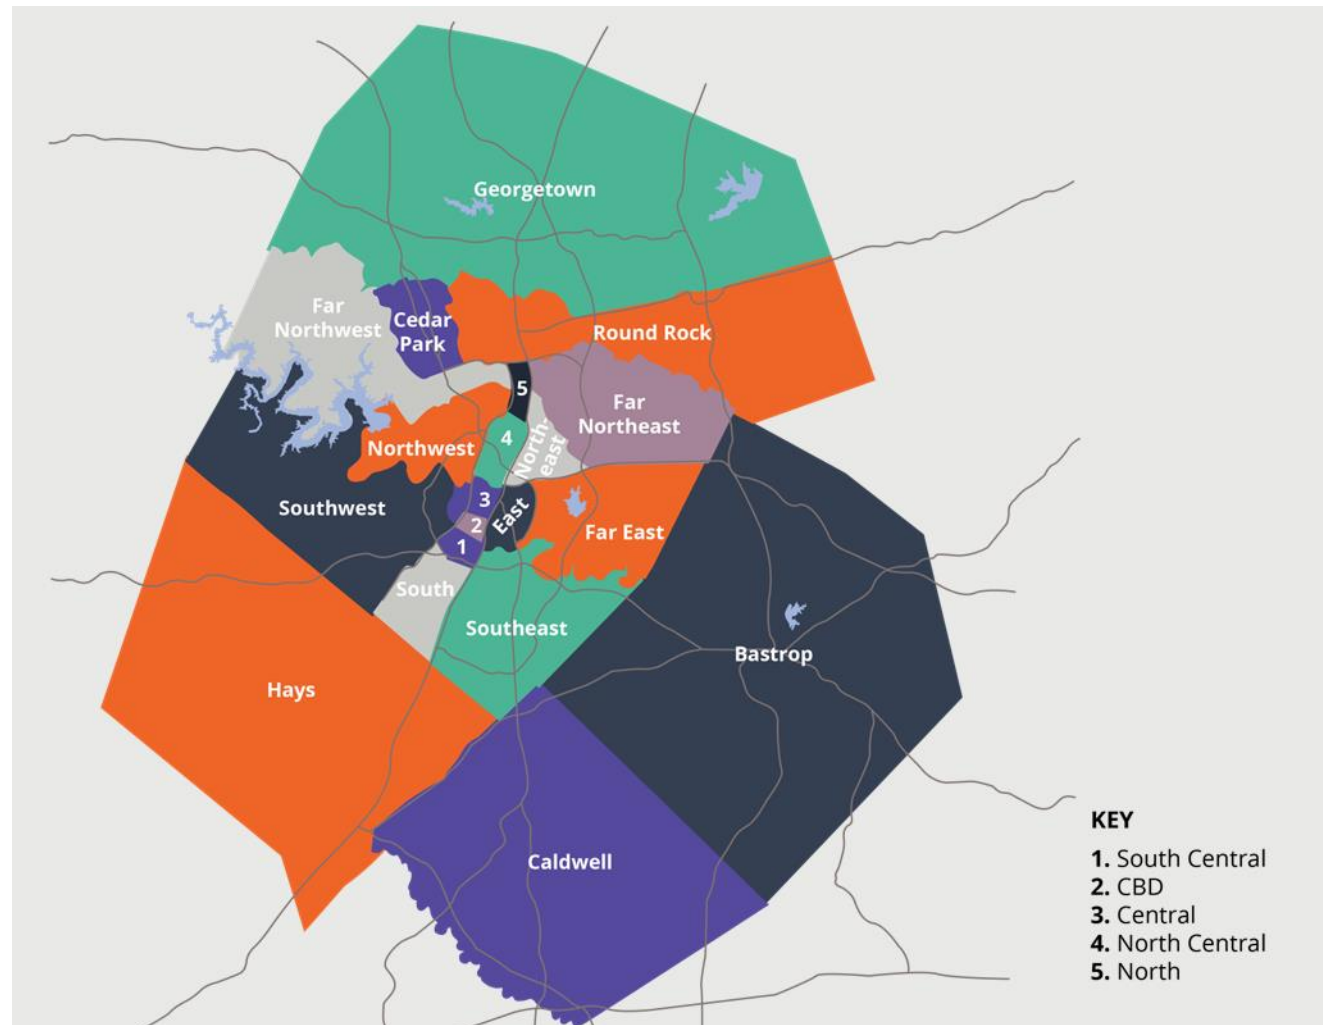 Georgetown
Far
Northwest
Cedar
Park
Round Rock
5
Far
Northeast
4
North-
east
Northwest
3
Southwest
2
East
1
Far East
South
Southeast
Bastrop
Hays
Caldwell
KEY
1. South Central
2. CBD
3. Central
4. North Central
5. North